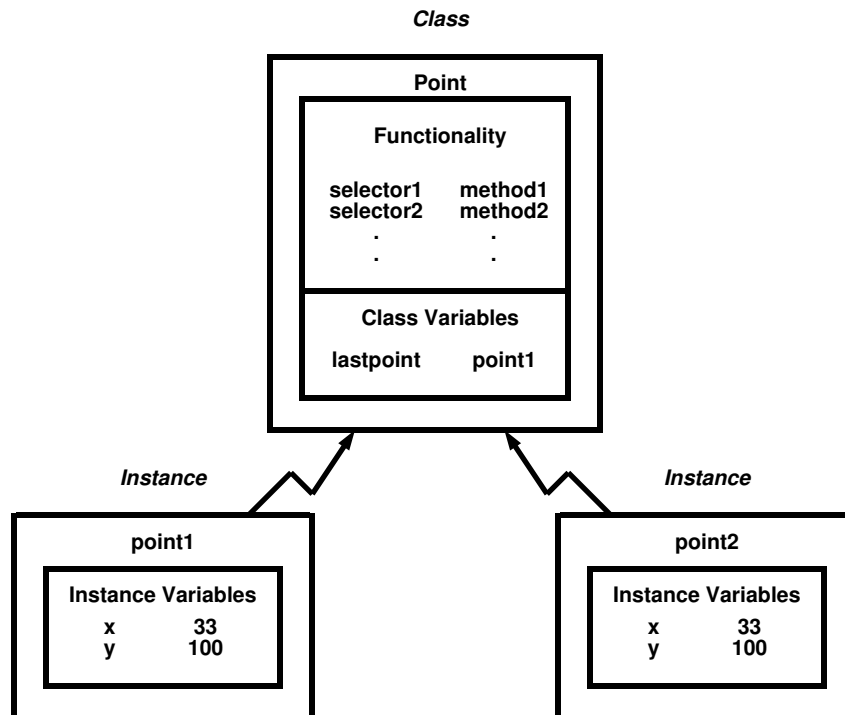 Class
Point
Functionality
selector1 method1
selector2 method2
. .
. .
Class Variables
lastpoint point1
Instance
point1
Instance Variables
x 33
y 100
Instance
point2
Instance Variables
x 33
y 100